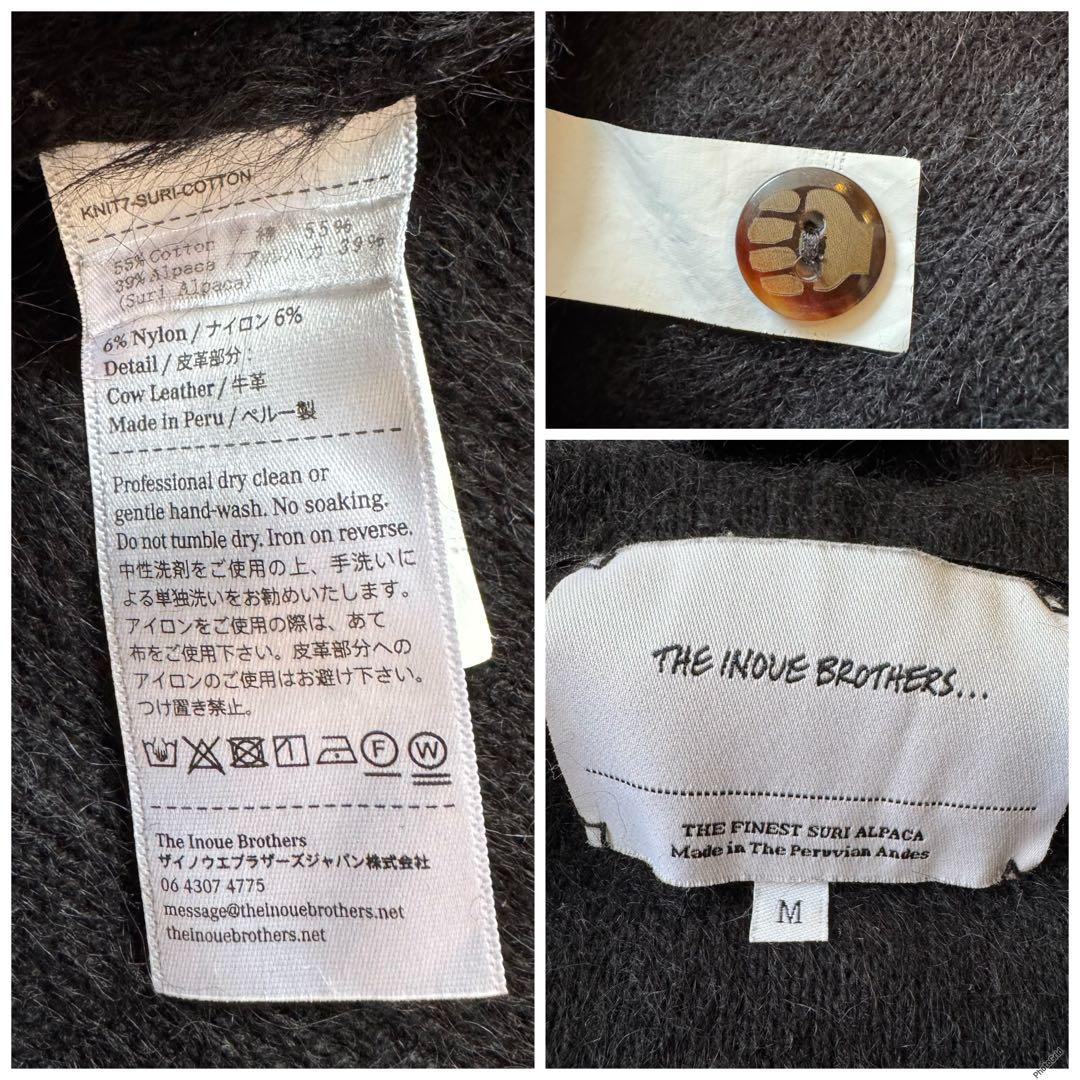 KNIT7-SURI-COTTON
55% Cotton / 綿 55%
39% Alpaca / アルパカ 39%
(Suri Alpaca)
6% Nylon / ナイロン 6%
Detail / 皮革部分 :
Cow Leather / 牛革
Made in Peru / ペルー製
Professional dry clean or
gentle hand-wash. No soaking.
Do not tumble dry. Iron on reverse.
中性洗剤をご使用の上、手洗いに
よる単独洗いをお勧めいたします。
アイロンをご使用の際は、あて
布をご使用下さい。皮革部分への
アイロンのご使用はお避け下さい。
つけ置き禁止。
F W
The Inoue Brothers
ザイノウエブラザーズジャパン株式会社
06 4307 4775
message@theinouebrothers.net
theinouebrothers.net
THE INOUE BROTHERS...
THE FINEST SURI ALPACA
Made in The Peruvian Andes
M